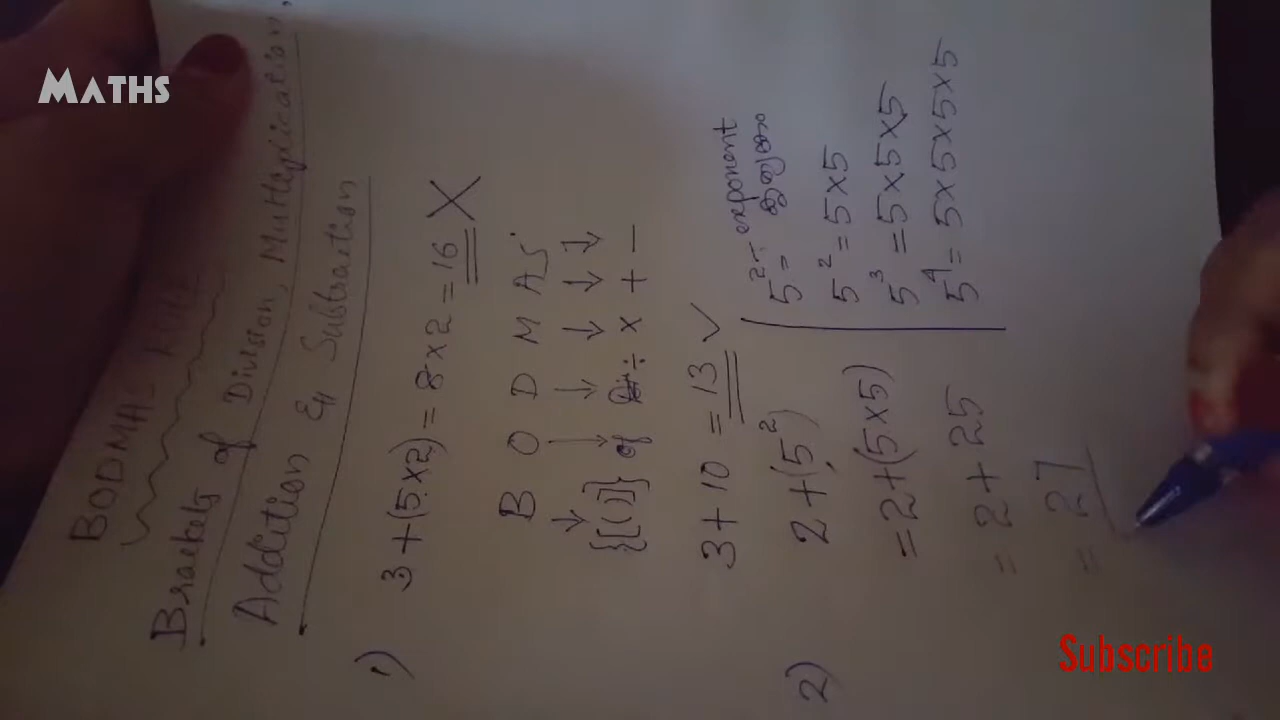 MATHS
BODMA
Brackets of Division, Multiplication,
Addition & Subtraction
1) 3+(5×2) = 8×2 = 16 X
B O D M A S
↓ ↓ ↓ ↓ ↓ ↓
{[()]} of ÷ × + −
3+10 = 13 ✓
2) 2+(5²)
=2+(5×5)
= 2+25
= 27
5² = exponent
5² = 5×5
5³ = 5×5×5
5⁴ = 5×5×5×5
Subscribe